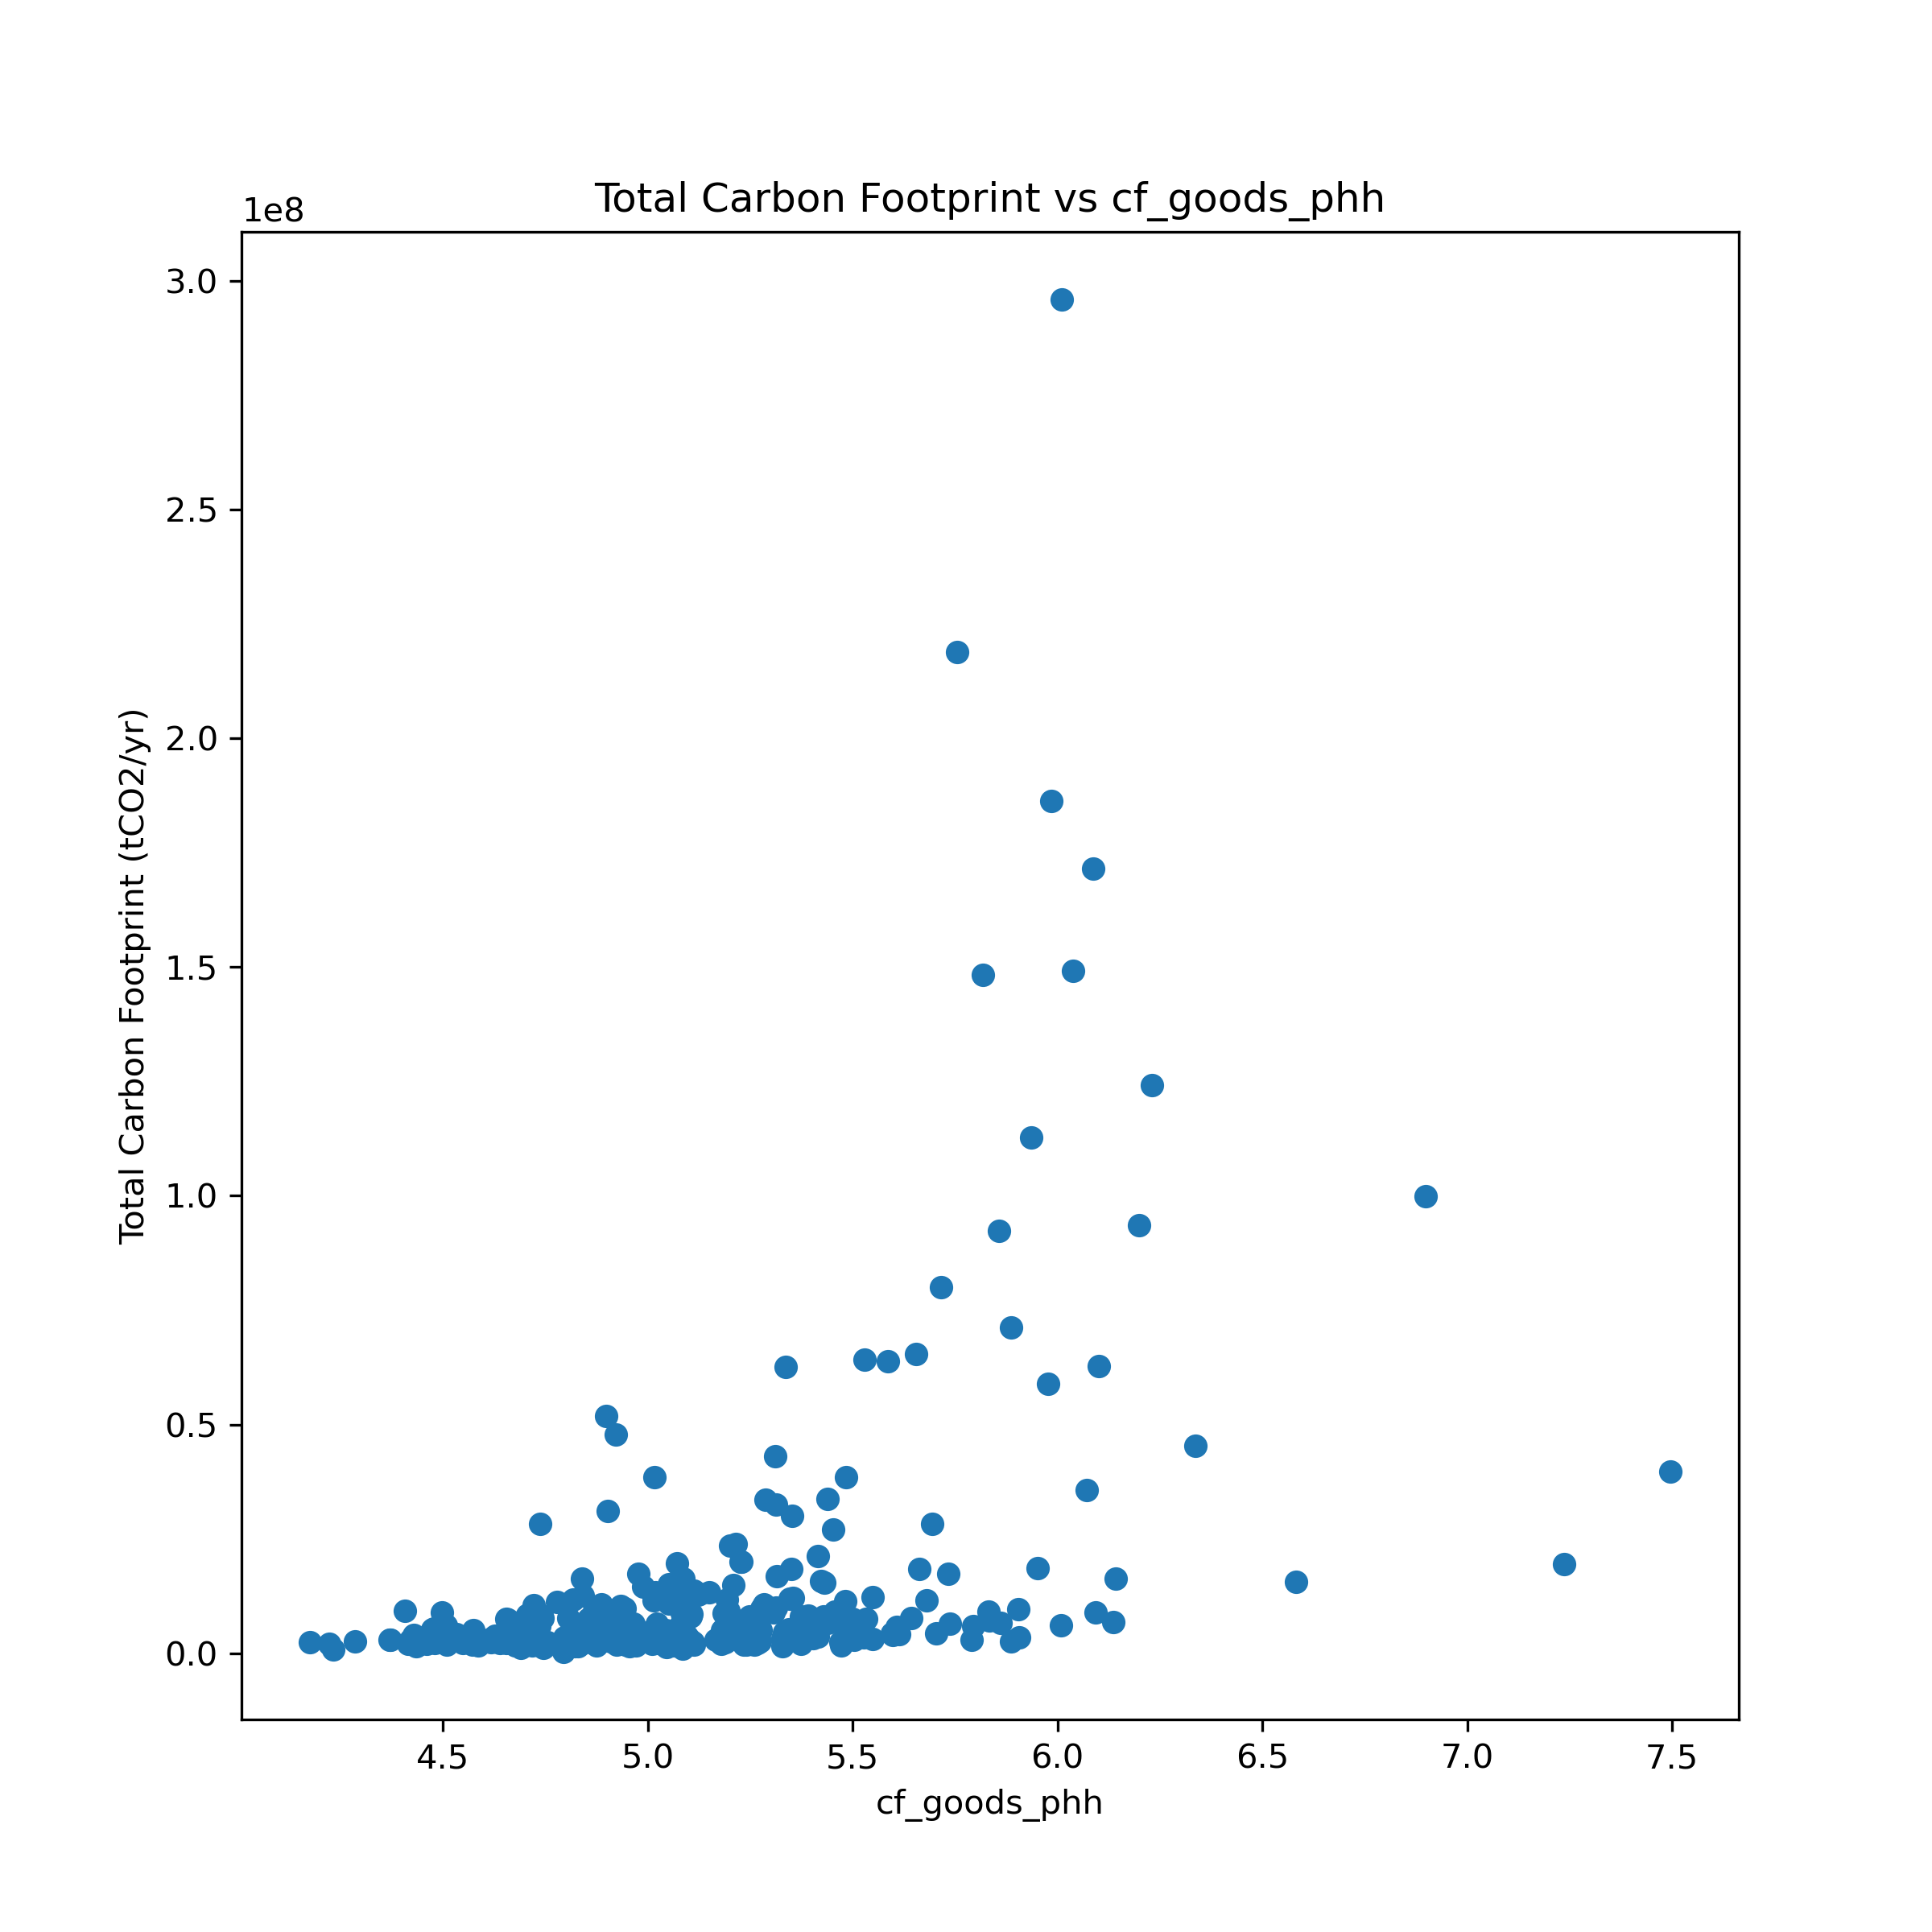 Total Carbon Footprint vs cf_goods_phh
1e8
3.0
2.5
2.0
1.5
1.0
0.5
0.0
Total Carbon Footprint (tCO2/yr)
4.5 5.0 5.5 6.0 6.5 7.0 7.5
cf_goods_phh